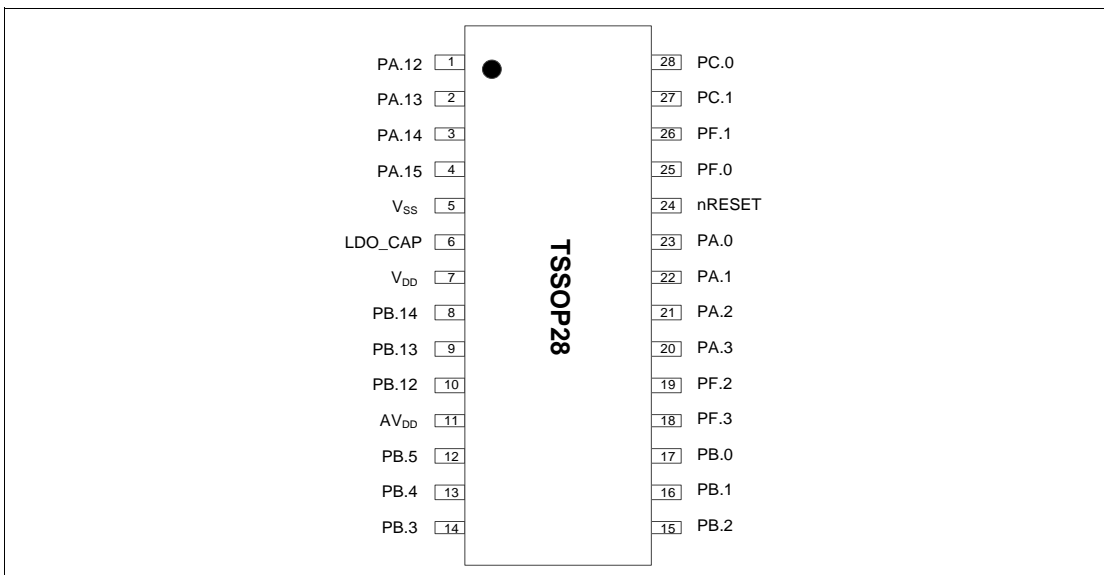 PA.12 1 28 PC.0
PA.13 2 27 PC.1
PA.14 3 26 PF.1
PA.15 4 25 PF.0
VSS 5 24 nRESET
LDO_CAP 6 23 PA.0
VDD 7 22 PA.1
PB.14 8 21 PA.2
PB.13 9 20 PA.3
PB.12 10 19 PF.2
AVDD 11 18 PF.3
PB.5 12 17 PB.0
PB.4 13 16 PB.1
PB.3 14 15 PB.2
TSSOP28